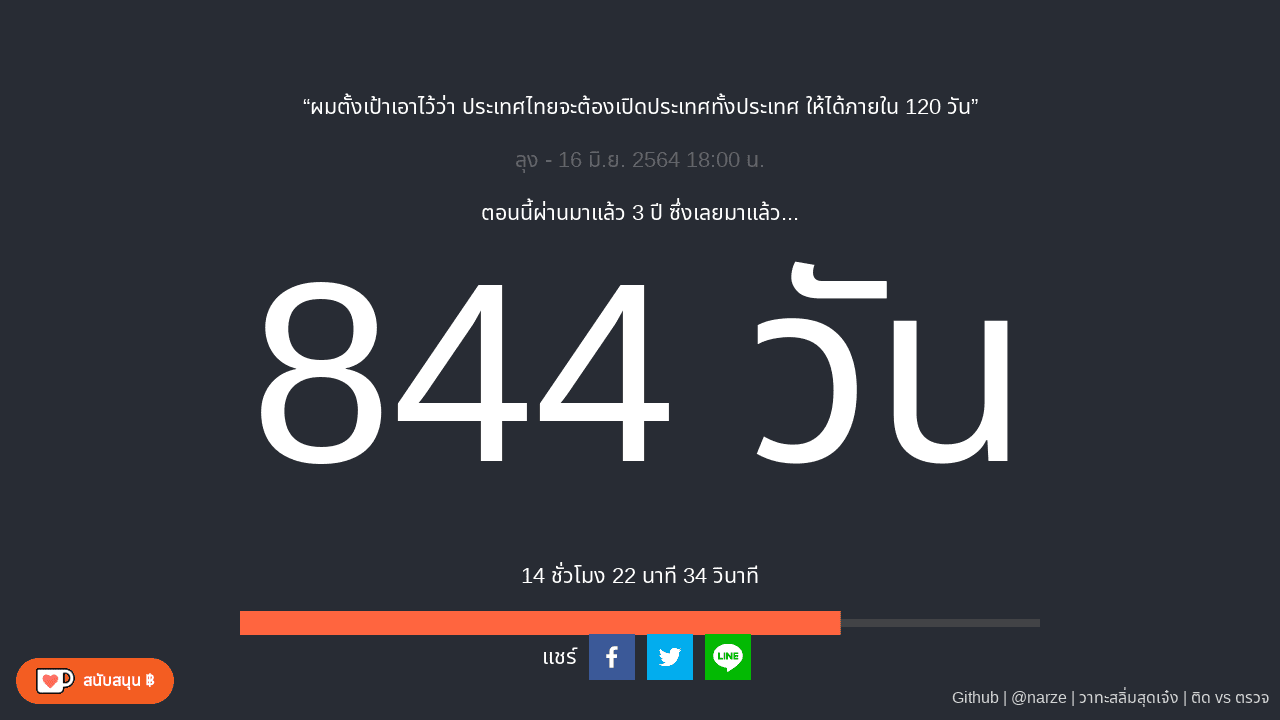 “ผมตั้งเป้าเอาไว้ว่า ประเทศไทยจะต้องเปิดประเทศทั้งประเทศ ให้ได้ภายใน 120 วัน”
ลุง - 16 มิ.ย. 2564 18:00 น.
ตอนนี้ผ่านมาแล้ว 3 ปี ซึ่งเลยมาแล้ว...
844 วัน
14 ชั่วโมง 22 นาที 34 วินาที
แชร์
LINE
สนับสนุน ฿
Github | @narze | วาทะสลิ่มสุดเจ๋ง | ติด vs ตรวจ